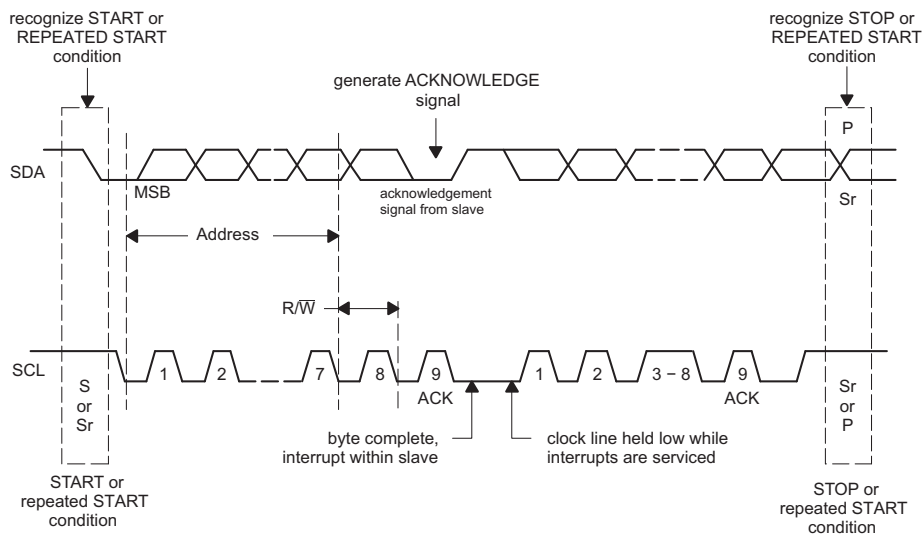 recognize START or
REPEATED START
condition
recognize STOP or
REPEATED START
condition
generate ACKNOWLEDGE
signal
P
SDA
MSB
acknowledgement
signal from slave
Sr
Address
R/W̅
SCL
S
or
Sr
1
2
7
8
9
ACK
1
2
3 – 8
9
ACK
Sr
or
P
byte complete,
interrupt within slave
clock line held low while
interrupts are serviced
START or
repeated START
condition
STOP or
repeated START
condition